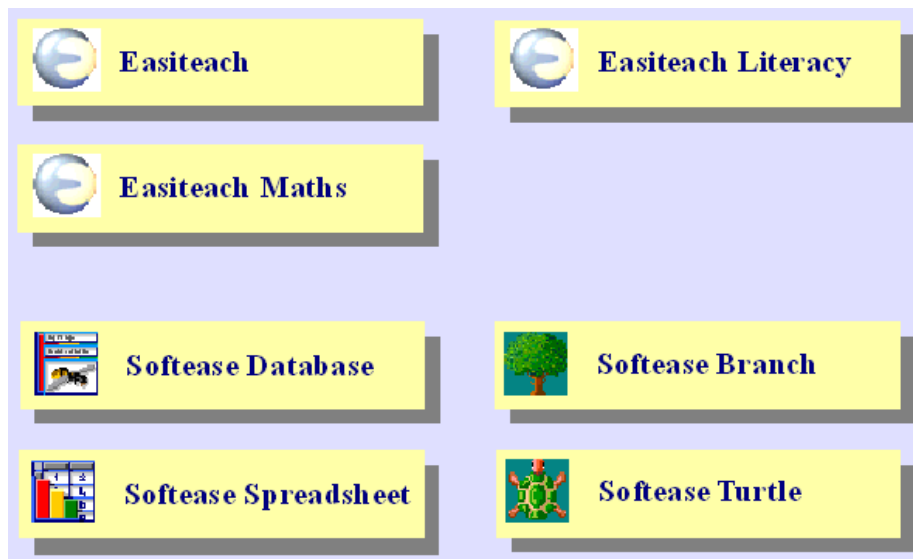 Easiteach
Easiteach Literacy
Easiteach Maths
Softease Database
Softease Branch
Softease Spreadsheet
Softease Turtle